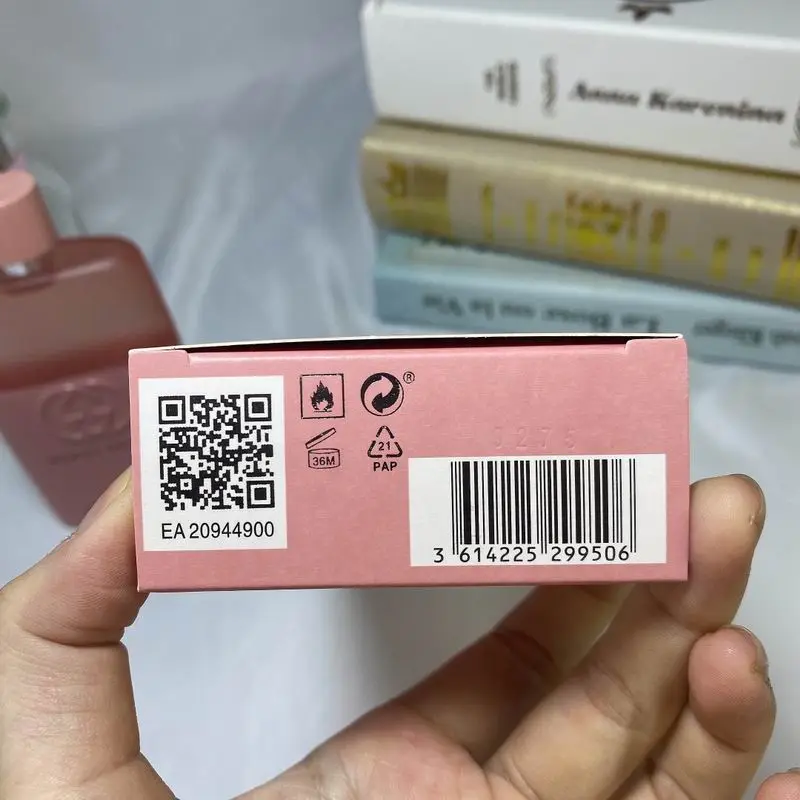 Anna Karenina
EA 20944900
®
36M
21
PAP
3 614225 299506